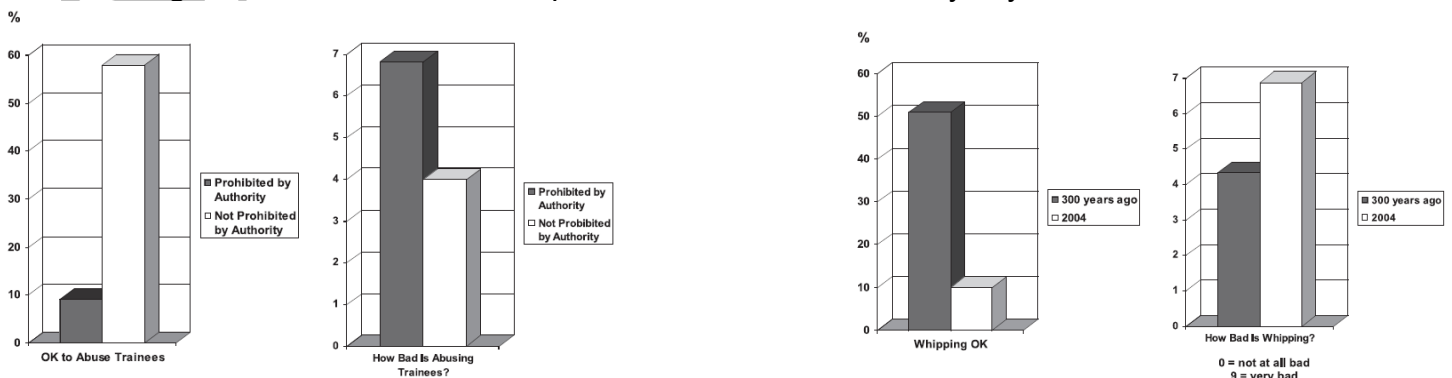 %
60
50
40
30
20
10
0
OK to Abuse Trainees
■ Prohibited by
Authority
□ Not Prohibited
by Authority
7
6
5
4
3
2
1
0
How Bad Is Abusing
Trainees?
■ Prohibited by
Authority
□ Not Probibited
by Authority
%
60
50
40
30
20
10
0
Whipping OK
■ 300 years ago
□ 2004
7
6
5
4
3
2
1
0
How Bad Is Whipping?
0 = not at all bad
9 = very bad
■ 300 years ago
□ 2004